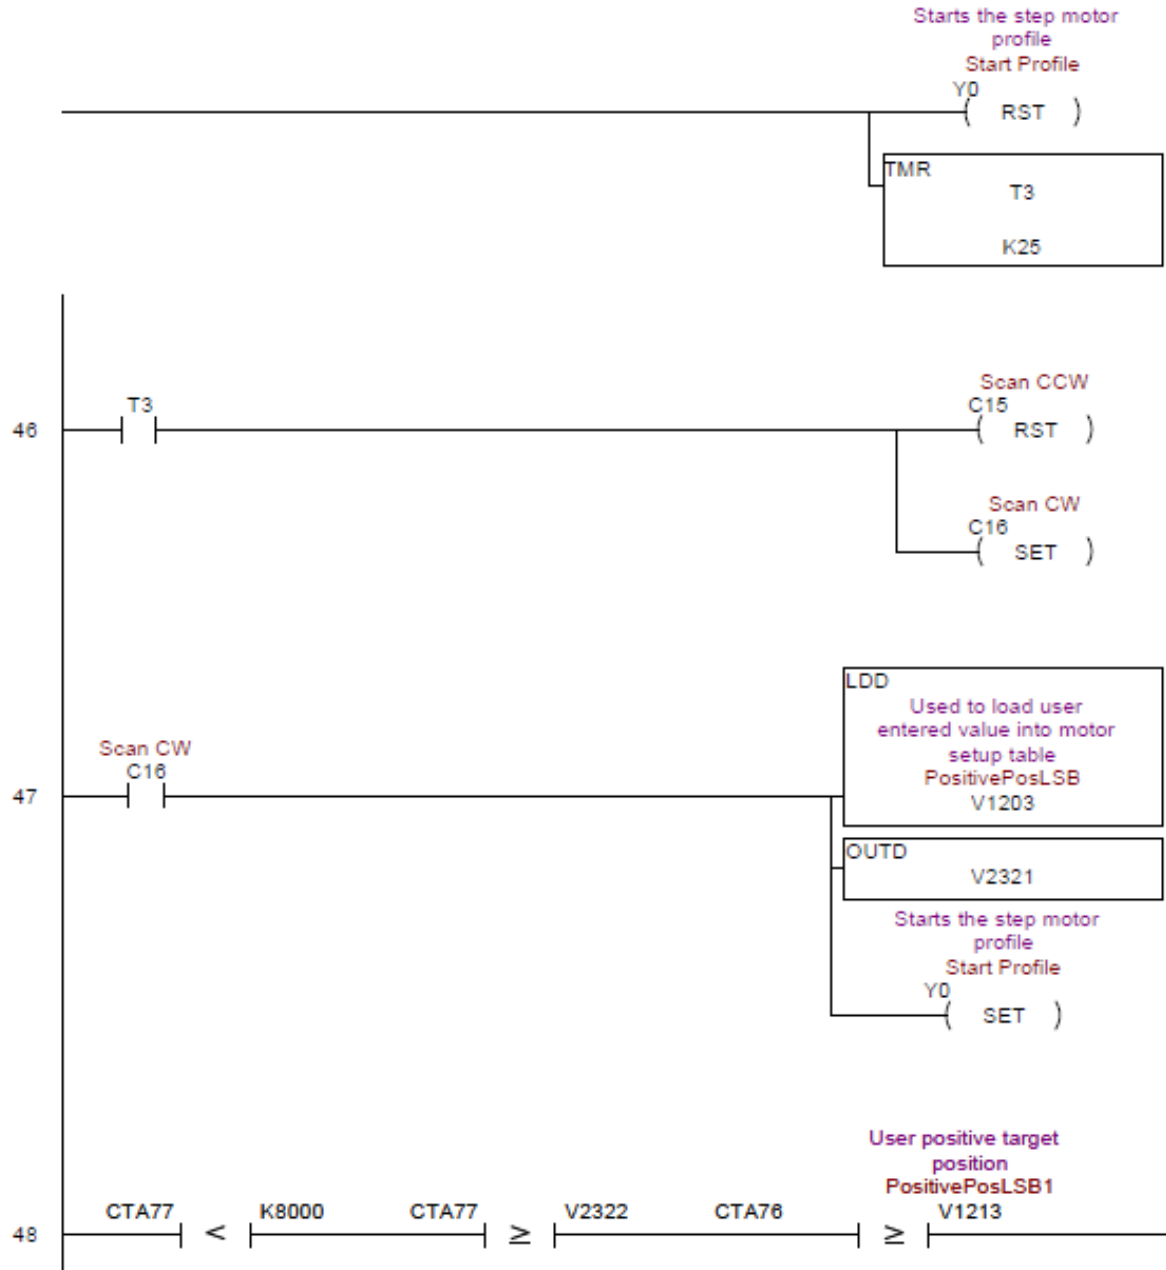 Starts the step motor
profile
Start Profile
Y0
( RST )
TMR
T3
K25
Scan CCW
T3
C15
46
( RST )
Scan CW
C16
( SET )
LDD
Used to load user
entered value into motor
setup table
Scan CW
PositivePosLSB
C16
V1203
47
OUTD
V2321
Starts the step motor
profile
Start Profile
Y0
( SET )
User positive target
position
PositivePosLSB1
CTA77 K8000 CTA77 V2322 CTA76 V1213
48 < ≥ ≥